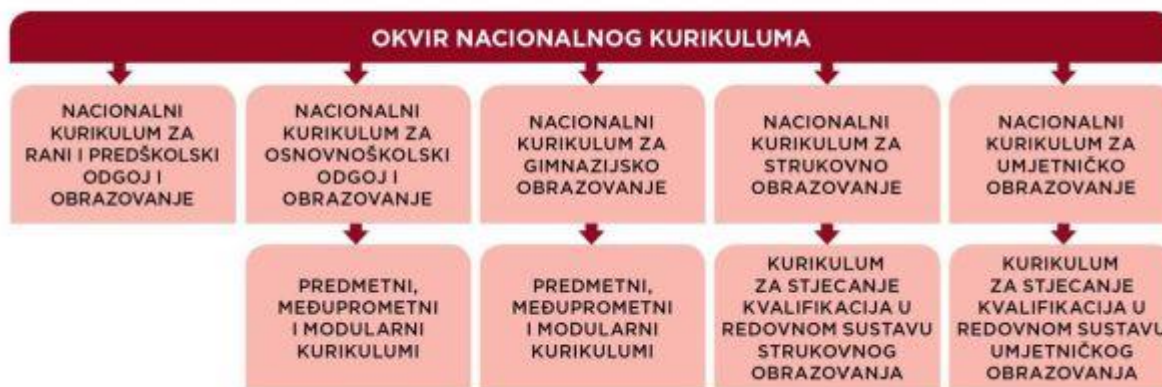 OKVIR NACIONALNOG KURIKULUMA
NACIONALNI
KURIKULUM ZA
RANI I PREDŠKOLSKI
ODGOJ I
OBRAZOVANJE
NACIONALNI
KURIKULUM ZA
OSNOVNOŠKOLSKI
ODGOJ I
OBRAZOVANJE
NACIONALNI
KURIKULUM ZA
GIMNAZIJSKO
OBRAZOVANJE
NACIONALNI
KURIKULUM ZA
STRUKOVNO
OBRAZOVANJE
NACIONALNI
KURIKULUM ZA
UMJETNIČKO
OBRAZOVANJE
PREDMETNI,
MEĐUPROMETNI
I MODULARNI
KURIKULUMI
PREDMETNI,
MEĐUPROMETNI
I MODULARNI
KURIKULUMI
KURIKULUM
ZA STJECANJE
KVALIFIKACIJA U
REDOVNOM SUSTAVU
STRUKOVNOG
OBRAZOVANJA
KURIKULUM
ZA STJECANJE
KVALIFIKACIJA U
REDOVNOM SUSTAVU
UMJETNIČKOG
OBRAZOVANJA